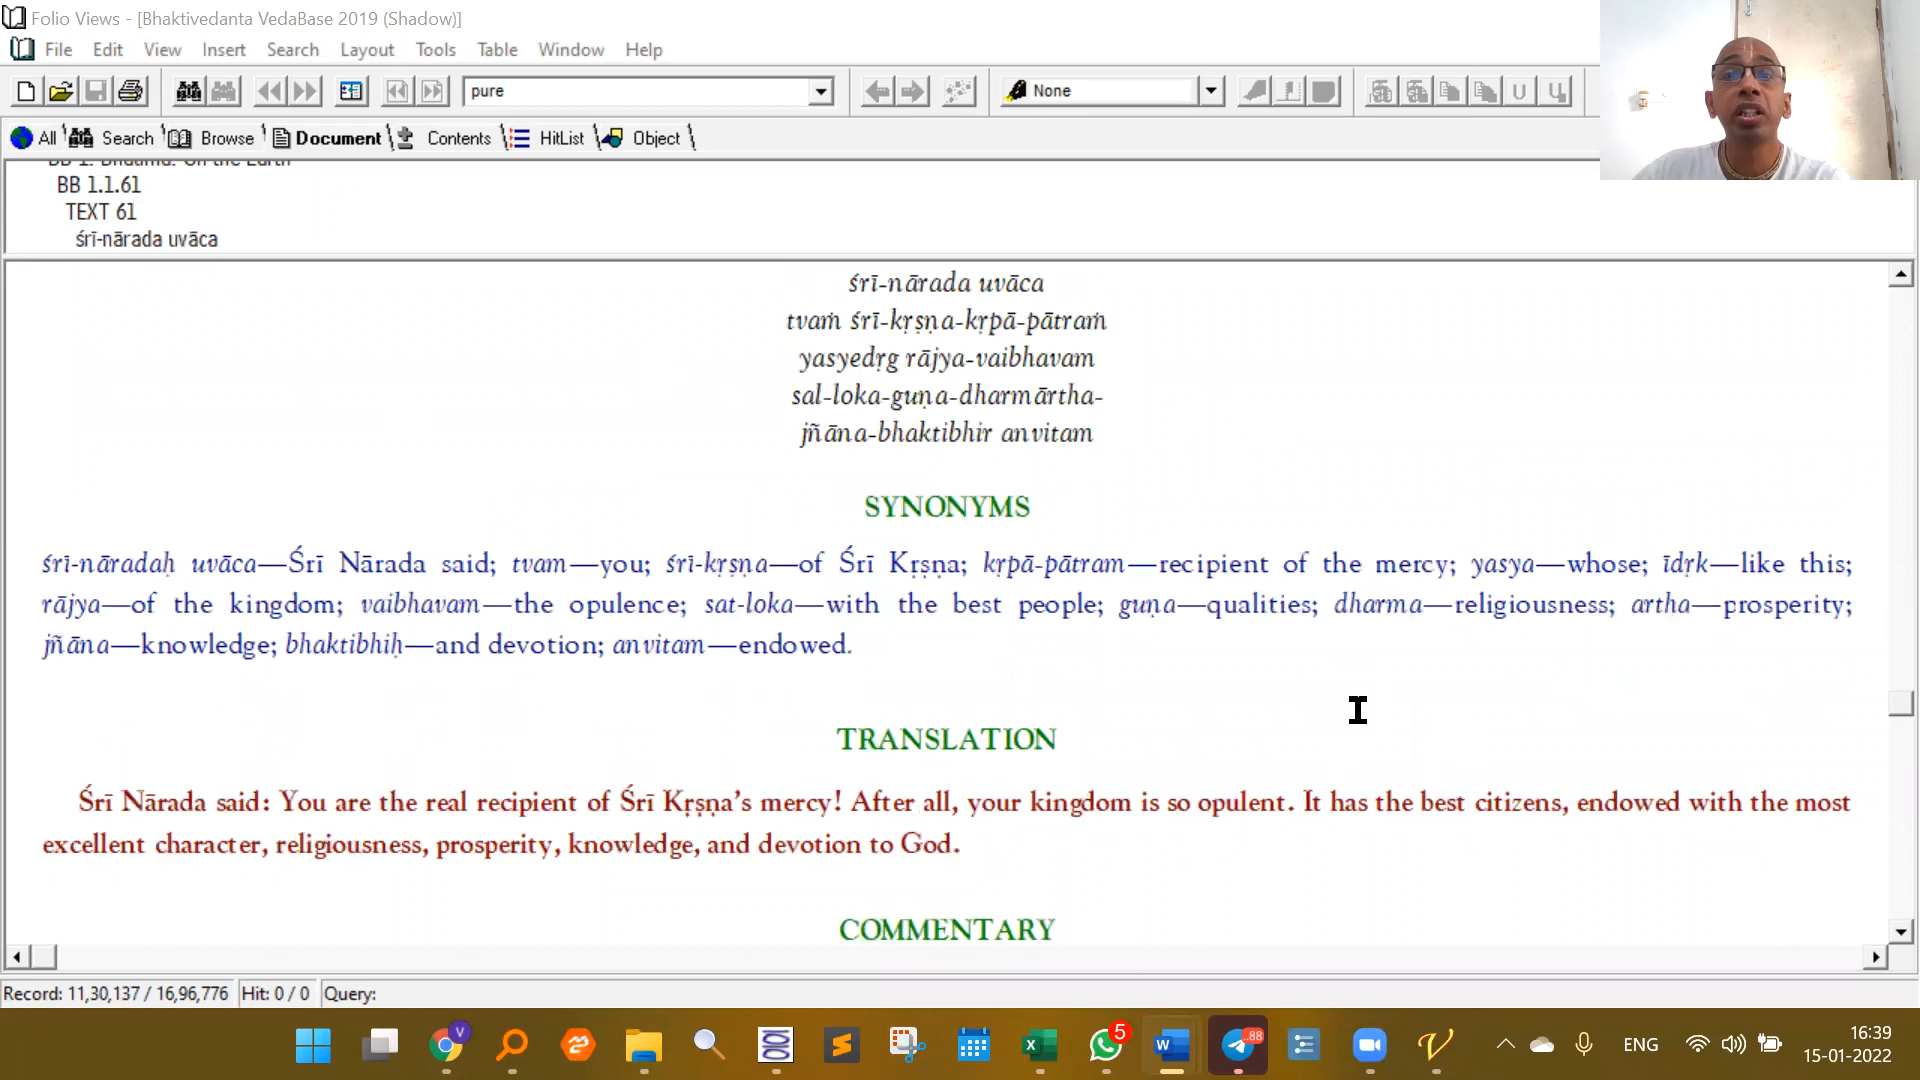 Folio Views - [Bhaktivedanta VedaBase 2019 (Shadow)]
File Edit View Insert Search Layout Tools Table Window Help
pure
None
All Search Browse Document Contents HitList Object
BB 1: Bhauma: On the Earth
BB 1.1.61
TEXT 61
śrī-nārada uvāca
śrī-nārada uvāca
tvaṁ śrī-kṛṣṇa-kṛpā-pātraṁ
yasyedṛg rājya-vaibhavam
sal-loka-guṇa-dharmārtha-
jñāna-bhaktibhir anvitam
SYNONYMS
śrī-nāradaḥ uvāca—Śrī Nārada said; tvam—you; śrī-kṛṣṇa—of Śrī Kṛṣṇa; kṛpā-pātram—recipient of the mercy; yasya—whose; īdṛk—like this;
rājya—of the kingdom; vaibhavam—the opulence; sat-loka—with the best people; guṇa—qualities; dharma—religiousness; artha—prosperity;
jñāna—knowledge; bhaktibhiḥ—and devotion; anvitam—endowed.
TRANSLATION
Śrī Nārada said: You are the real recipient of Śrī Kṛṣṇa's mercy! After all, your kingdom is so opulent. It has the best citizens, endowed with the most
excellent character, religiousness, prosperity, knowledge, and devotion to God.
COMMENTARY
Record: 11,30,137 / 16,96,776 Hit: 0 / 0 Query:
V
5
.88
ENG
16:39
15-01-2022